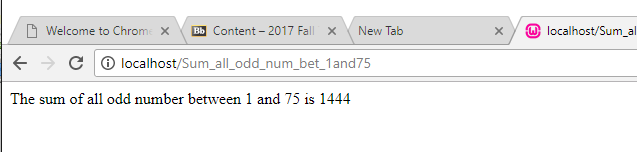 Welcome to Chrome
Content – 2017 Fall
New Tab
localhost/Sum_al
localhost/Sum_all_odd_num_bet_1and75
The sum of all odd number between 1 and 75 is 1444